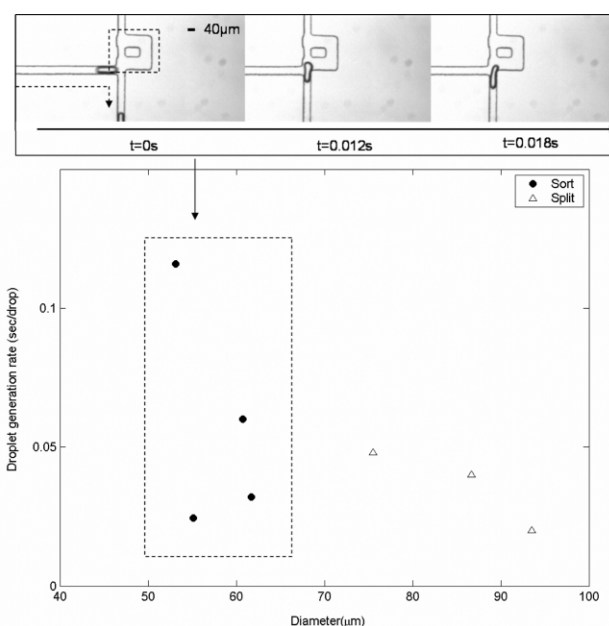 40μm
t=0s
t=0.012s
t=0.018s
Sort
Split
Droplet generation rate (sec/drop)
0.1
0.05
0
40
50
60
70
80
90
100
Diameter(μm)